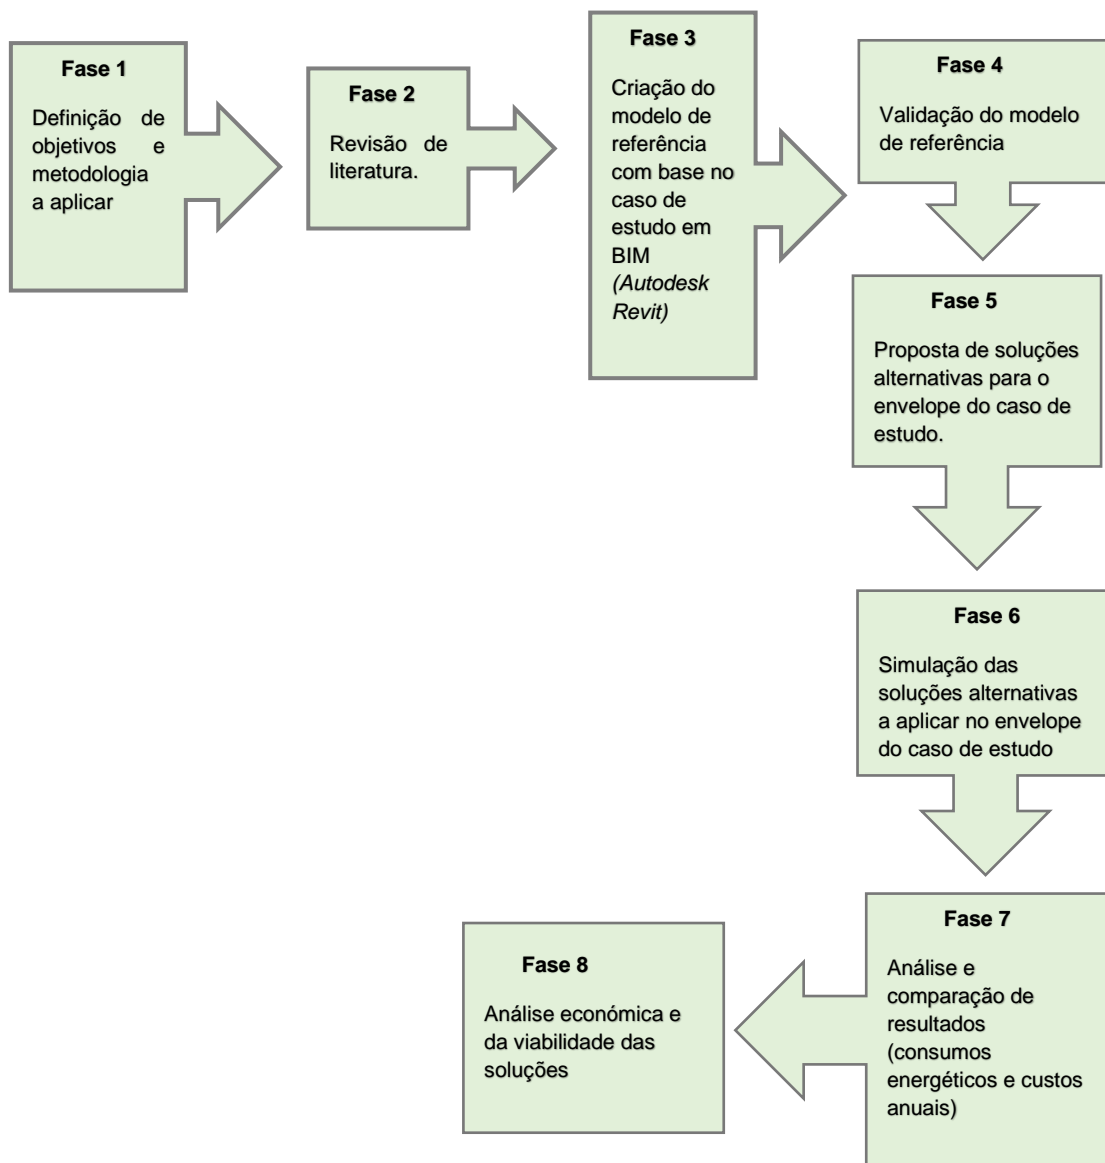 Fase 1
Definição de
objetivos e
metodologia
a aplicar
Fase 2
Revisão de
literatura.
Fase 3
Criação do
modelo de
referência
com base no
caso de
estudo em
BIM
(Autodesk
Revit)
Fase 4
Validação do modelo
de referência
Fase 5
Proposta de soluções
alternativas para o
envelope do caso de
estudo.
Fase 6
Simulação das
soluções alternativas
a aplicar no envelope
do caso de estudo
Fase 7
Análise e
comparação de
resultados
(consumos
energéticos e custos
anuais)
Fase 8
Análise económica e
da viabilidade das
soluções